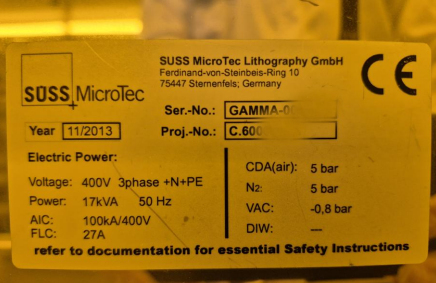 SUSS MicroTec Lithography GmbH
Ferdinand-von-Steinbeis-Ring 10
75447 Sternenfels; Germany
CE
SÜSS MicroTec
Ser.-No.: GAMMA-
Year 11/2013
Proj.-No.: C.600
Electric Power:
Voltage: 400V 3phase +N+PE
Power: 17kVA 50 Hz
AIC: 100kA/400V
FLC: 27A
CDA(air): 5 bar
N2: 5 bar
VAC: -0,8 bar
DIW: ---
refer to documentation for essential Safety Instructions